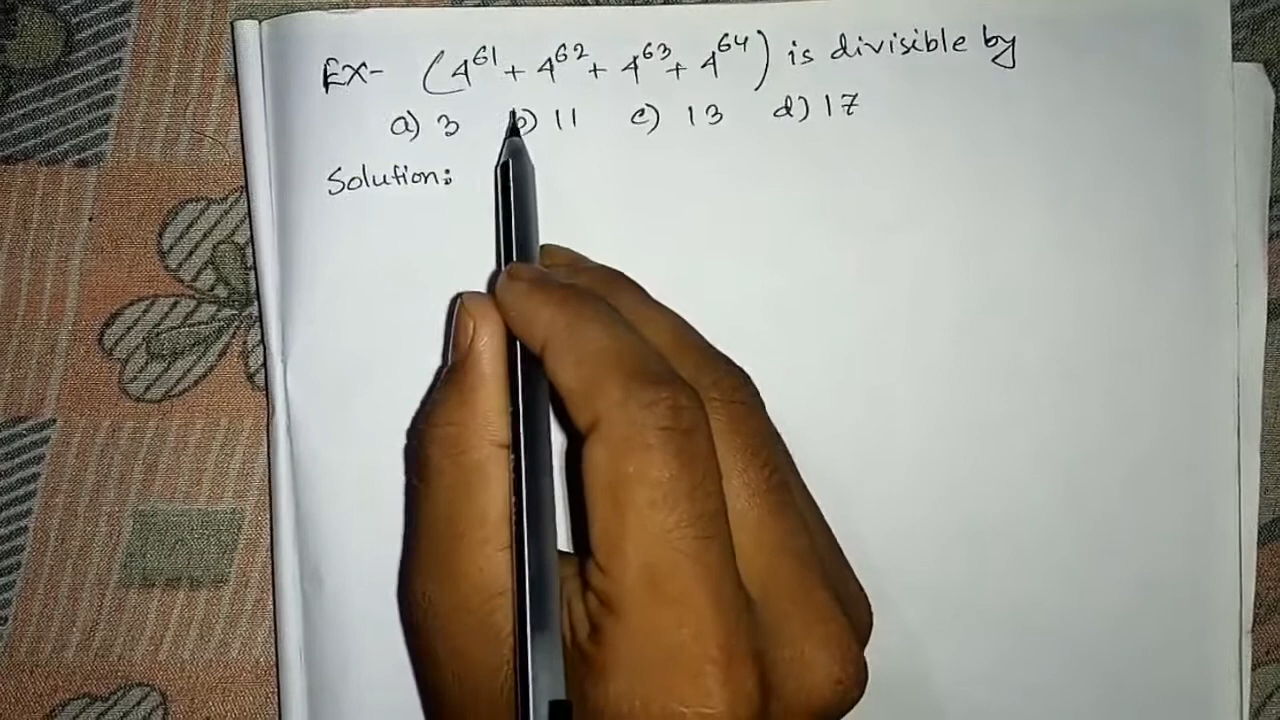 Ex- (4^61 + 4^62 + 4^63 + 4^64) is divisible by
a) 3 b) 11 c) 13 d) 17
Solution: